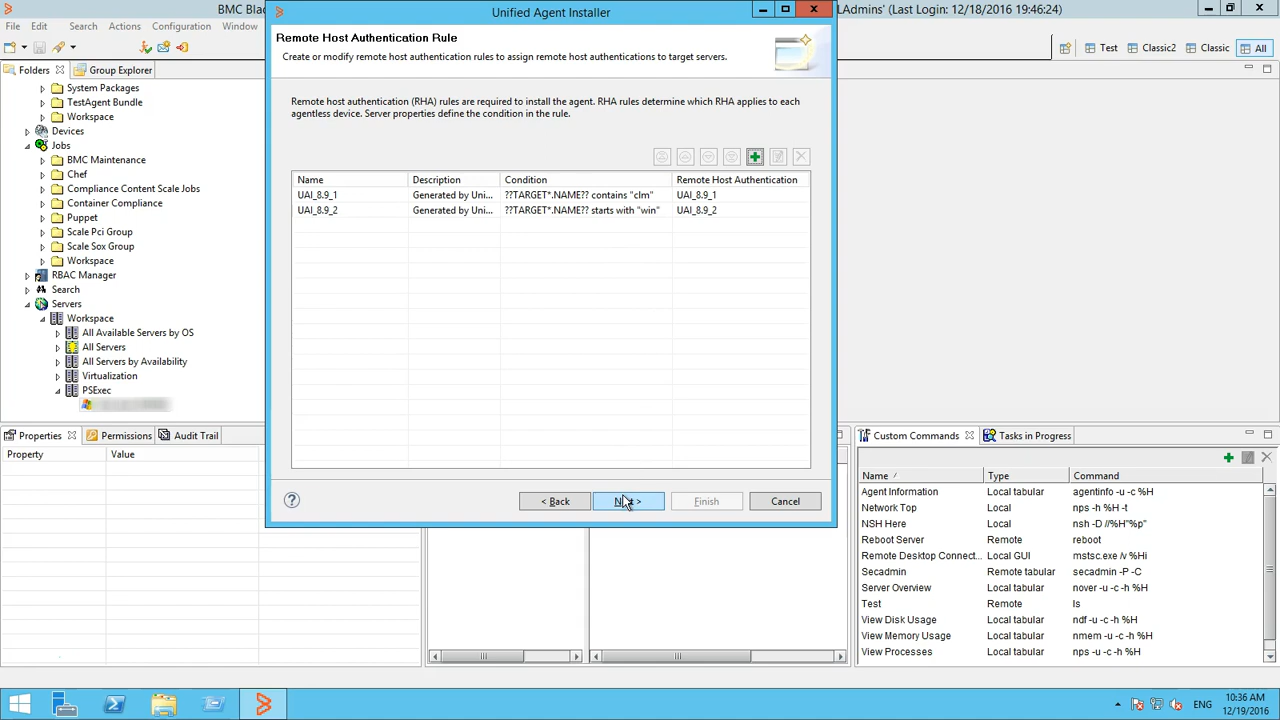 BMC Bla
Unified Agent Installer
LAdmins' (Last Login: 12/18/2016 19:46:24)
File Edit Search Actions Configuration Window
Test Classic2 Classic All
Folders Group Explorer
System Packages
TestAgent Bundle
Workspace
Devices
Jobs
BMC Maintenance
Chef
Compliance Content Scale Jobs
Container Compliance
Puppet
Scale Pci Group
Scale Sox Group
Workspace
RBAC Manager
Search
Servers
Workspace
All Available Servers by OS
All Servers
All Servers by Availability
Virtualization
PSExec
Remote Host Authentication Rule
Create or modify remote host authentication rules to assign remote host authentications to target servers.
Remote host authentication (RHA) rules are required to install the agent. RHA rules determine which RHA applies to each
agentless device. Server properties define the condition in the rule.
Name Description Condition Remote Host Authentication
UAI_8.9_1 Generated by Uni... ??TARGET*.NAME?? contains "clm" UAI_8.9_1
UAI_8.9_2 Generated by Uni... ??TARGET*.NAME?? starts with "win" UAI_8.9_2
< Back Next > Finish Cancel
Properties Permissions Audit Trail
Property Value
Custom Commands Tasks in Progress
Name Type Command
Agent Information Local tabular agentinfo -u -c %H
Network Top Local tabular nps -h %H -t
NSH Here Local tabular nsh -D //%H"%p"
Reboot Server Remote reboot
Remote Desktop Connect... Local GUI mstsc.exe /v %Hi
Secadmin Remote tabular secadmin -P -C
Server Overview Local tabular nover -u -c -h %H
Test Remote ls
View Disk Usage Local tabular ndf -u -c -h %H
View Memory Usage Local tabular nmem -u -c -h %H
View Processes Local tabular nps -u -c -h %H
ENG
10:36 AM
12/19/2016